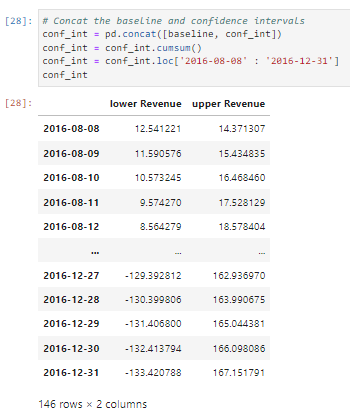 [28]: # Concat the baseline and confidence intervals
conf_int = pd.concat([baseline, conf_int])
conf_int = conf_int.cumsum()
conf_int = conf_int.loc['2016-08-08' : '2016-12-31']
conf_int
[28]: lower Revenue upper Revenue
2016-08-08 12.541221 14.371307
2016-08-09 11.590576 15.434835
2016-08-10 10.573245 16.468460
2016-08-11 9.574270 17.528129
2016-08-12 8.564279 18.578404
... ... ...
2016-12-27 -129.392812 162.936970
2016-12-28 -130.399806 163.990675
2016-12-29 -131.406800 165.044381
2016-12-30 -132.413794 166.098086
2016-12-31 -133.420788 167.151791
146 rows × 2 columns